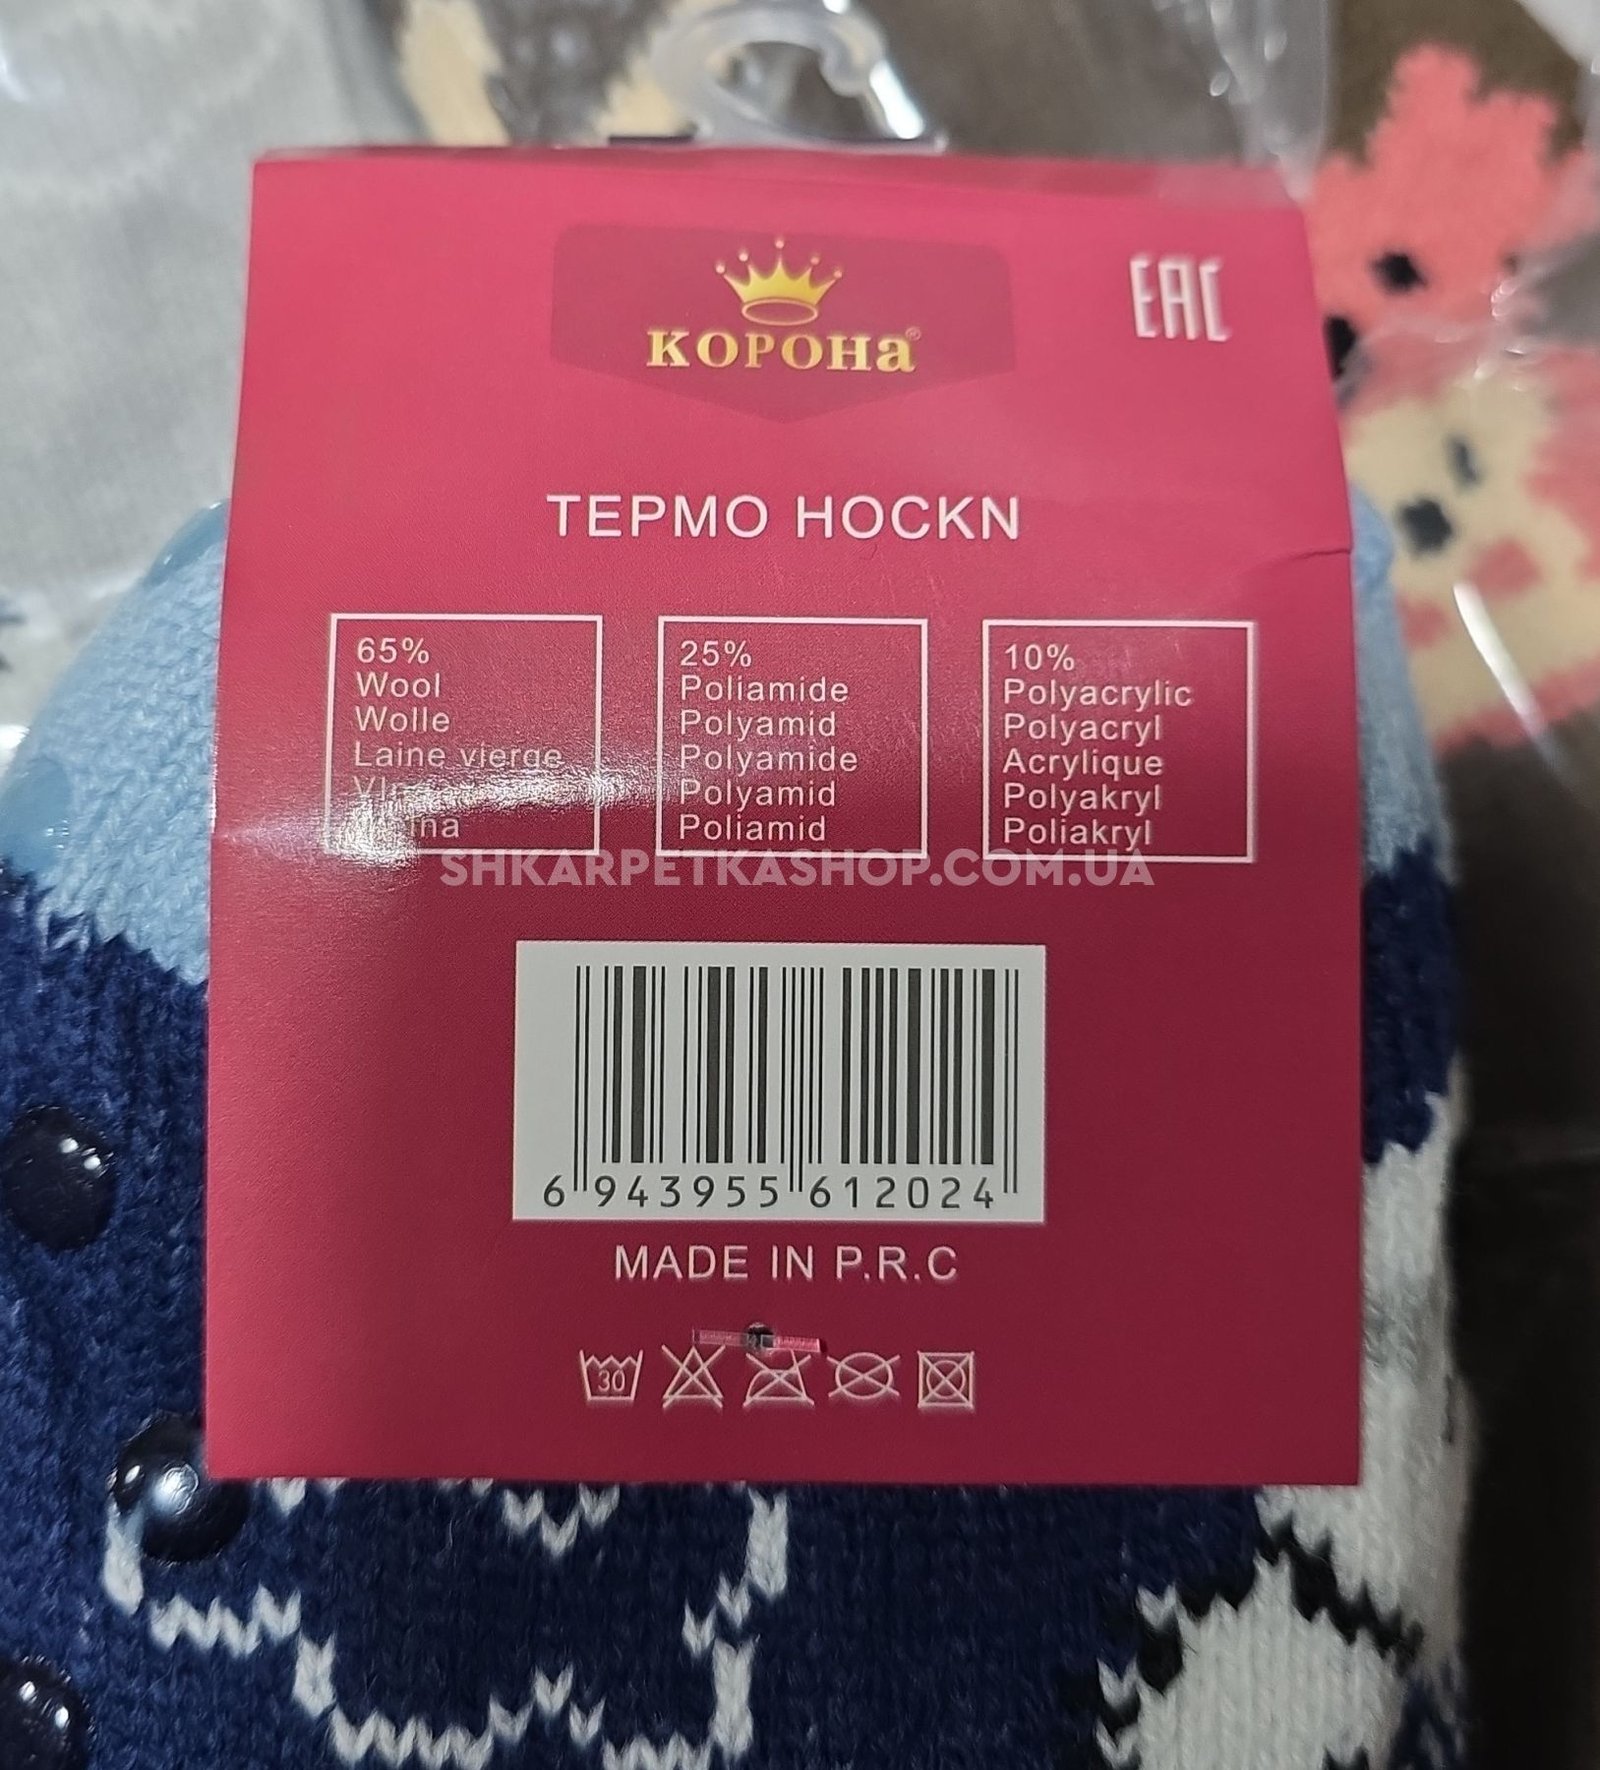 КОРОНа®
EAC
ТЕРМО НОСКN
65%
Wool
Wolle
Laine vierge
25%
Poliamide
Polyamid
Polyamide
Polyamid
Poliamid
10%
Polyacrylic
Polyacryl
Acrylique
Polyakryl
Poliakryl
SHKARPETKASHOP.COM.UA
6 943955 612024
MADE IN P.R.C
30